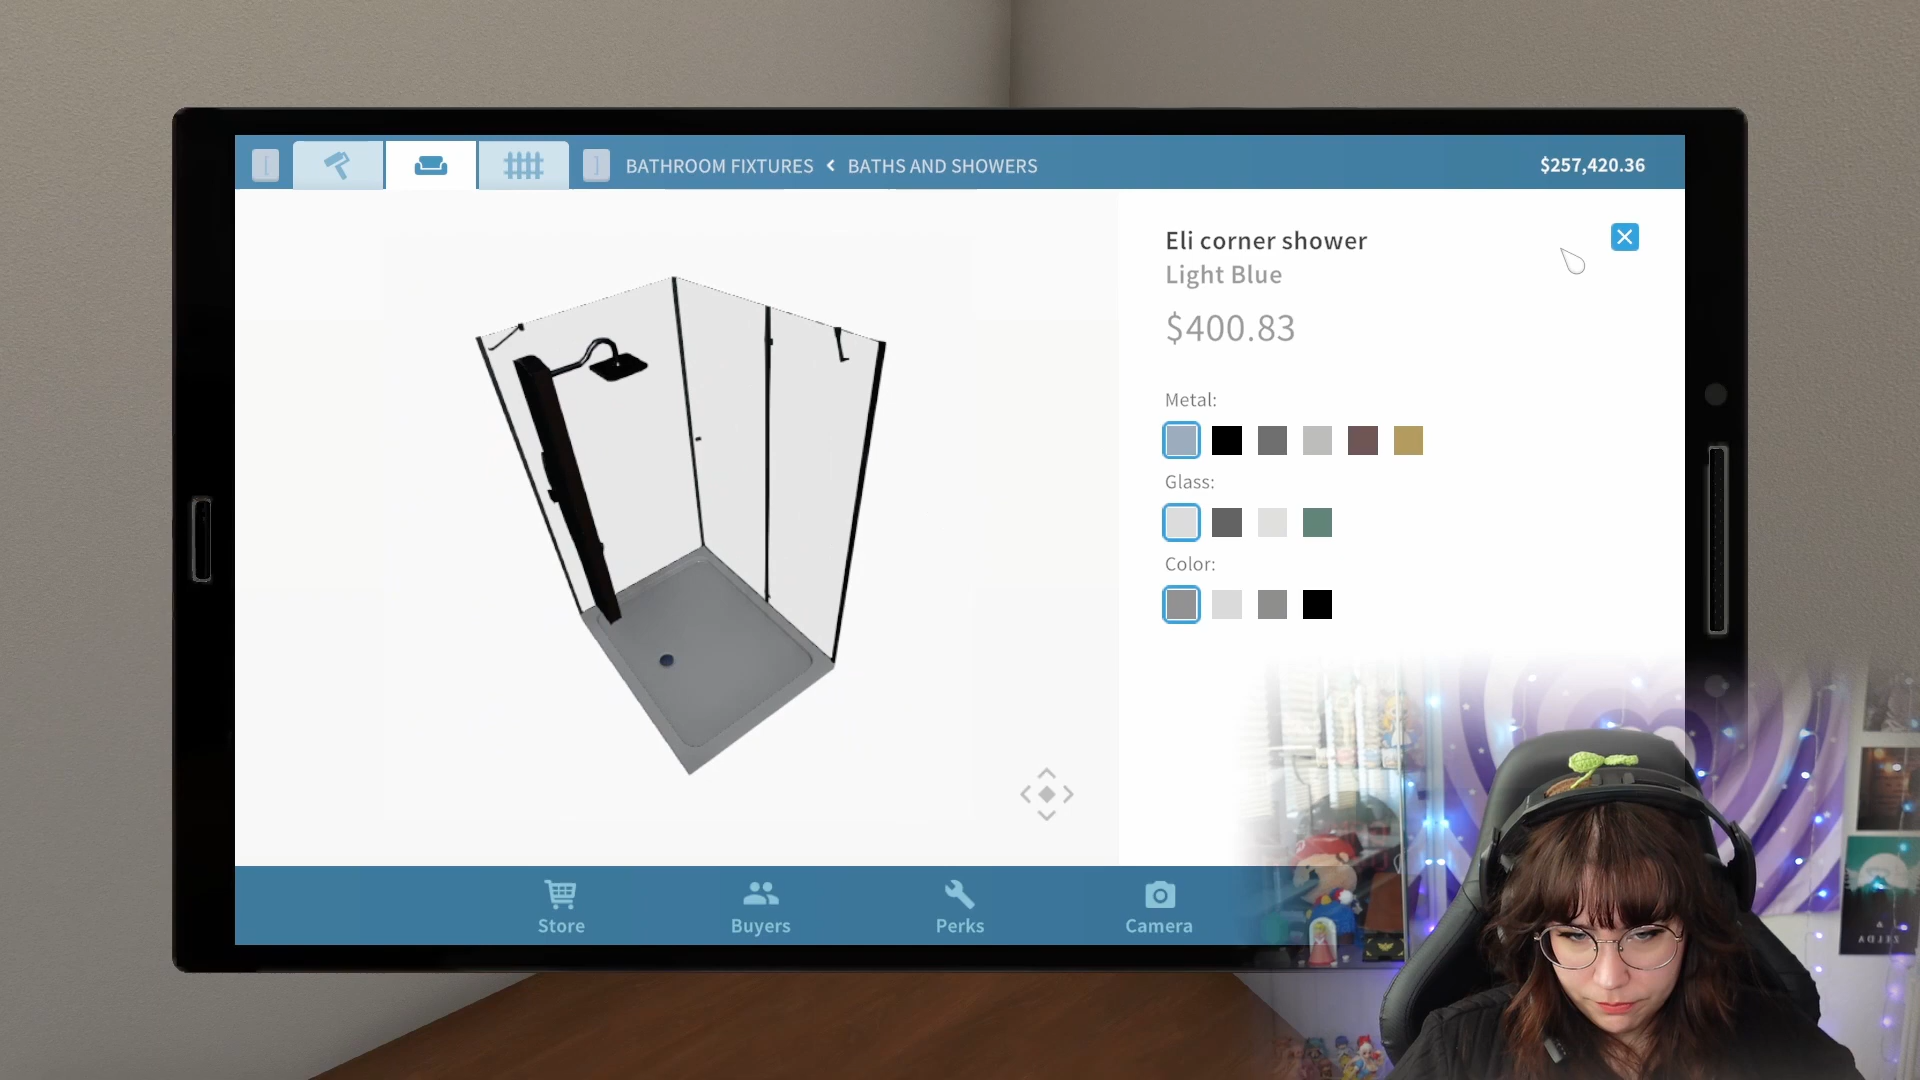 [
]
BATHROOM FIXTURES < BATHS AND SHOWERS
$257,420.36
Eli corner shower
Light Blue
$400.83
Metal:
Glass:
Color:
Store
Buyers
Perks
Camera
ZELDA